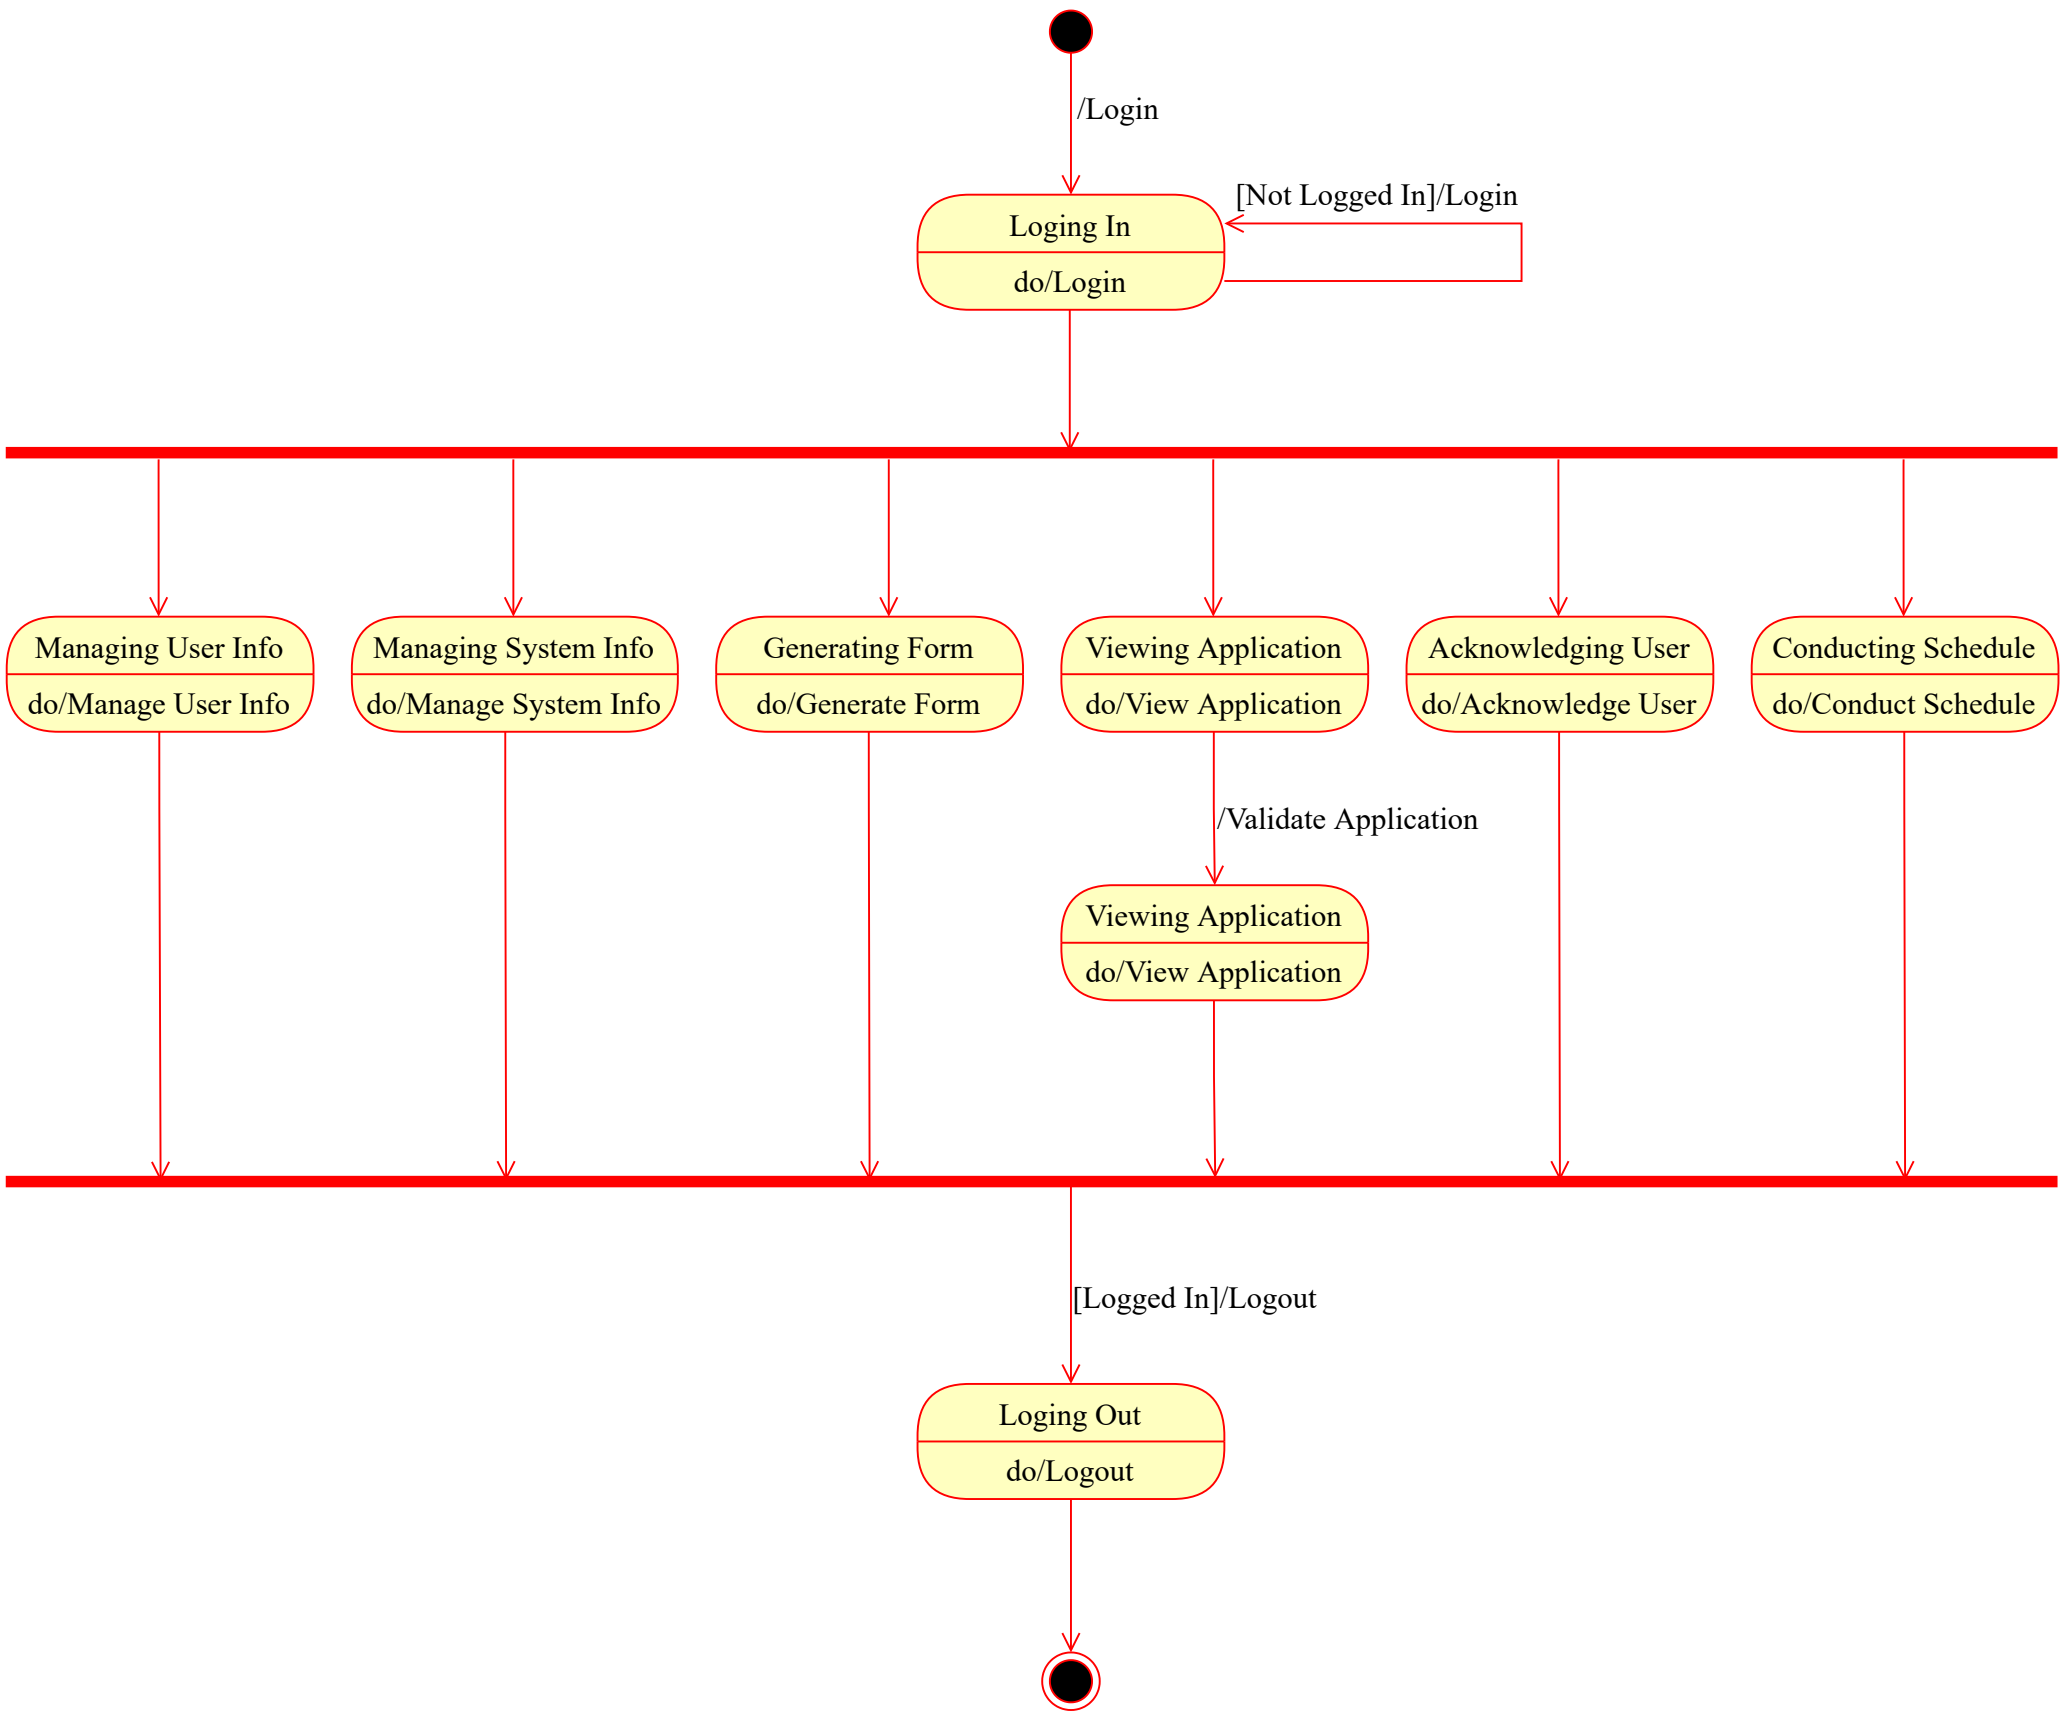 /Login
[Not Logged In]/Login
Loging In
do/Login
Managing User Info
do/Manage User Info
Managing System Info
do/Manage System Info
Generating Form
do/Generate Form
Viewing Application
do/View Application
Acknowledging User
do/Acknowledge User
Conducting Schedule
do/Conduct Schedule
/Validate Application
Viewing Application
do/View Application
[Logged In]/Logout
Loging Out
do/Logout